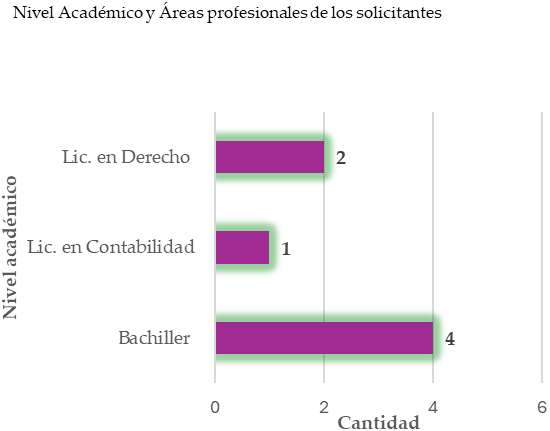 Nivel Académico y Áreas profesionales de los solicitantes
Nivel académico
Lic. en Derecho
2
Lic. en Contabilidad
1
Bachiller
4
0
2
4
6
Cantidad